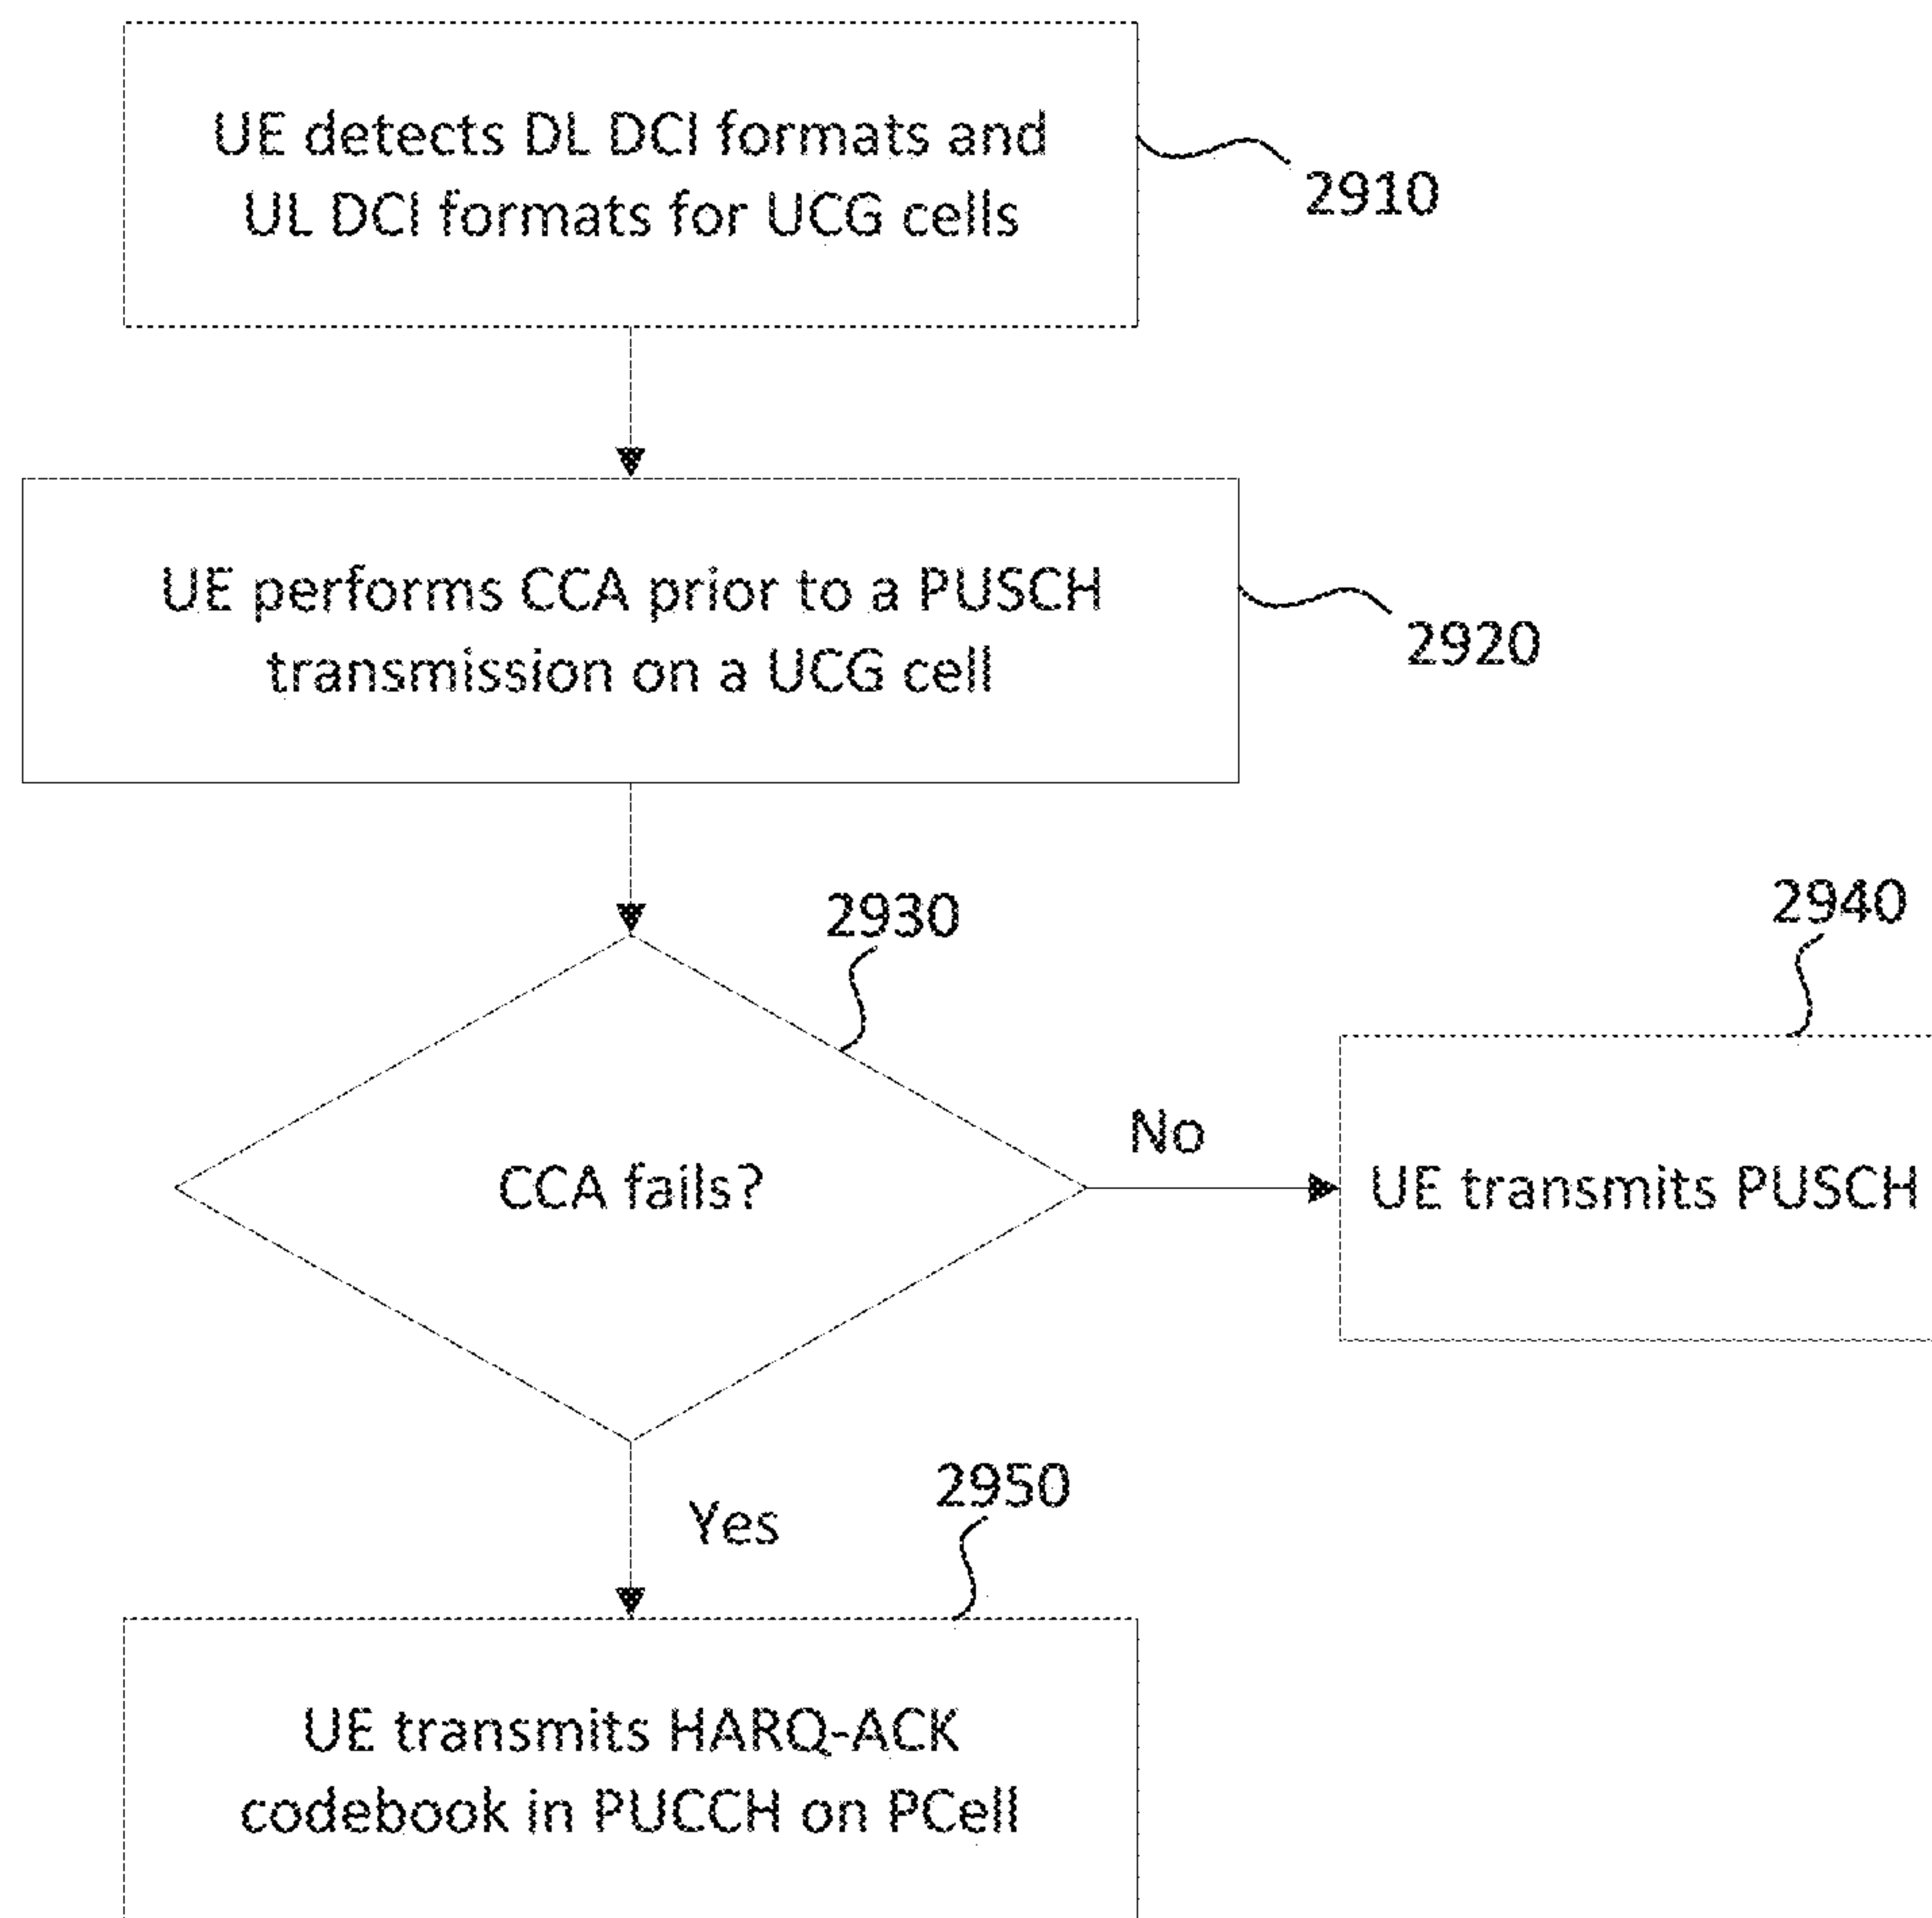 UE detects DL DCI formats and
UL DCI formats for UCG cells
2910
UE performs CCA prior to a PUSCH
transmission on a UCG cell
2920
2930
2940
CCA fails?
No
UE transmits PUSCH
Yes
2950
UE transmits HARQ-ACK
codebook in PUCCH on PCell